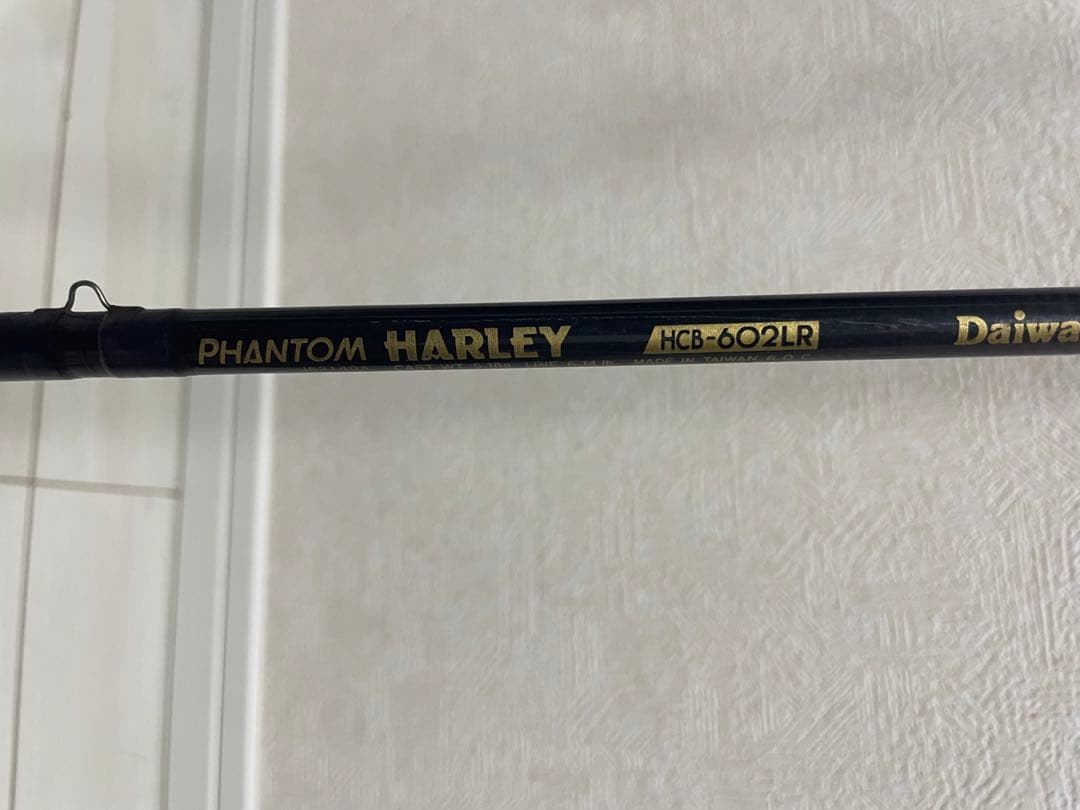 PHANTOM HARLEY HCB-602LR Daiwa
CAST WT. LINE MADE IN TAIWAN R.O.C